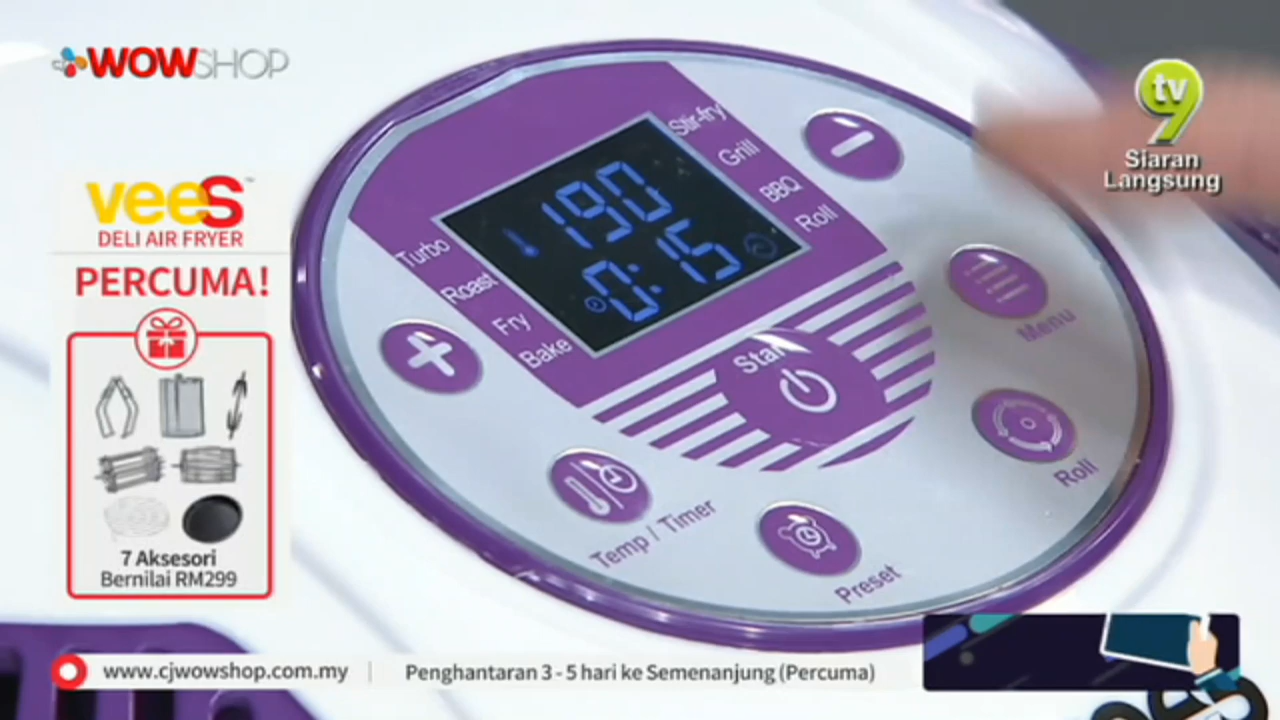 WOWSHOP
tv9
Siaran
Langsung
vees
DELI AIR FRYER
PERCUMA!
7 Aksesori
Bernilai RM299
190
0:15
Turbo
Roast
Fry
Bake
Stir-fry
Grill
BBQ
Roll
Start
Menu
Roll
Temp / Timer
Preset
www.cjwowshop.com.my
Penghantaran 3 - 5 hari ke Semenanjung (Percuma)